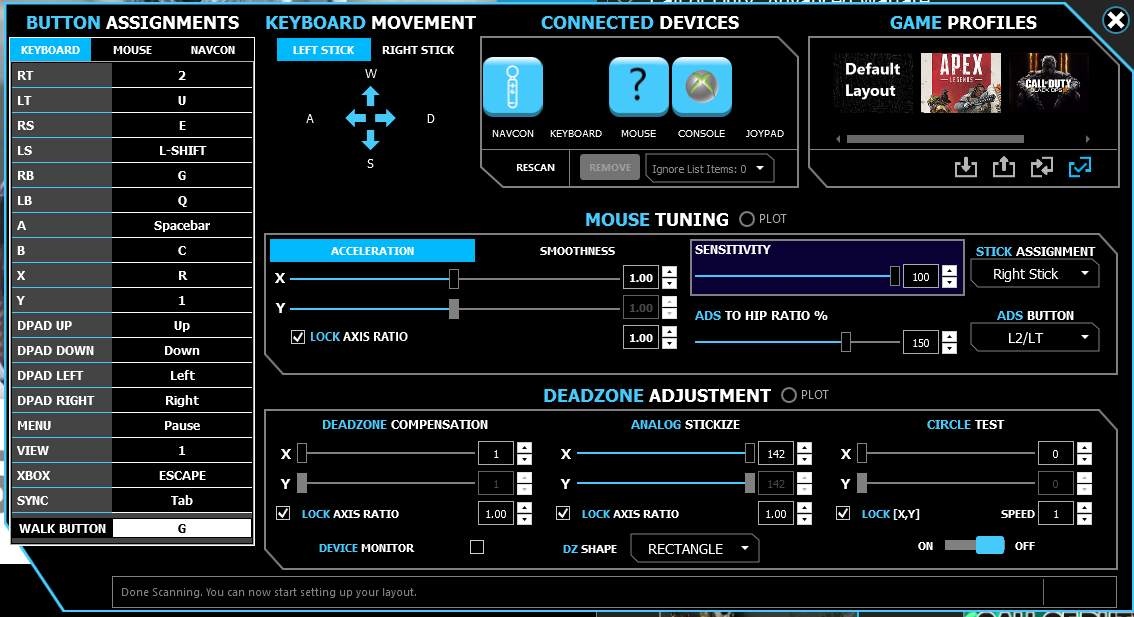 BUTTON ASSIGNMENTS
KEYBOARD MOUSE NAVCON
RT 2
LT U
RS E
LS L-SHIFT
RB G
LB Q
A Spacebar
B C
X R
Y 1
DPAD UP Up
DPAD DOWN Down
DPAD LEFT Left
DPAD RIGHT Right
MENU Pause
VIEW 1
XBOX ESCAPE
SYNC Tab
WALK BUTTON G
KEYBOARD MOVEMENT
LEFT STICK RIGHT STICK
W
A D
S
CONNECTED DEVICES
?
NAVCON KEYBOARD MOUSE CONSOLE JOYPAD
RESCAN REMOVE Ignore List Items: 0
GAME PROFILES
Default
Layout
APEX
LEGENDS
CALL OF DUTY
BLACK OPS
MOUSE TUNING PLOT
ACCELERATION SMOOTHNESS
X 1.00
Y 1.00
LOCK AXIS RATIO 1.00
SENSITIVITY
100
ADS TO HIP RATIO %
150
STICK ASSIGNMENT
Right Stick
ADS BUTTON
L2/LT
DEADZONE ADJUSTMENT PLOT
DEADZONE COMPENSATION
X 1
Y 1
LOCK AXIS RATIO 1.00
DEVICE MONITOR
ANALOG STICKIZE
X 142
Y 142
LOCK AXIS RATIO 1.00
DZ SHAPE RECTANGLE
CIRCLE TEST
X 0
Y 0
LOCK [X,Y] SPEED 1
ON OFF
Done Scanning. You can now start setting up your layout.